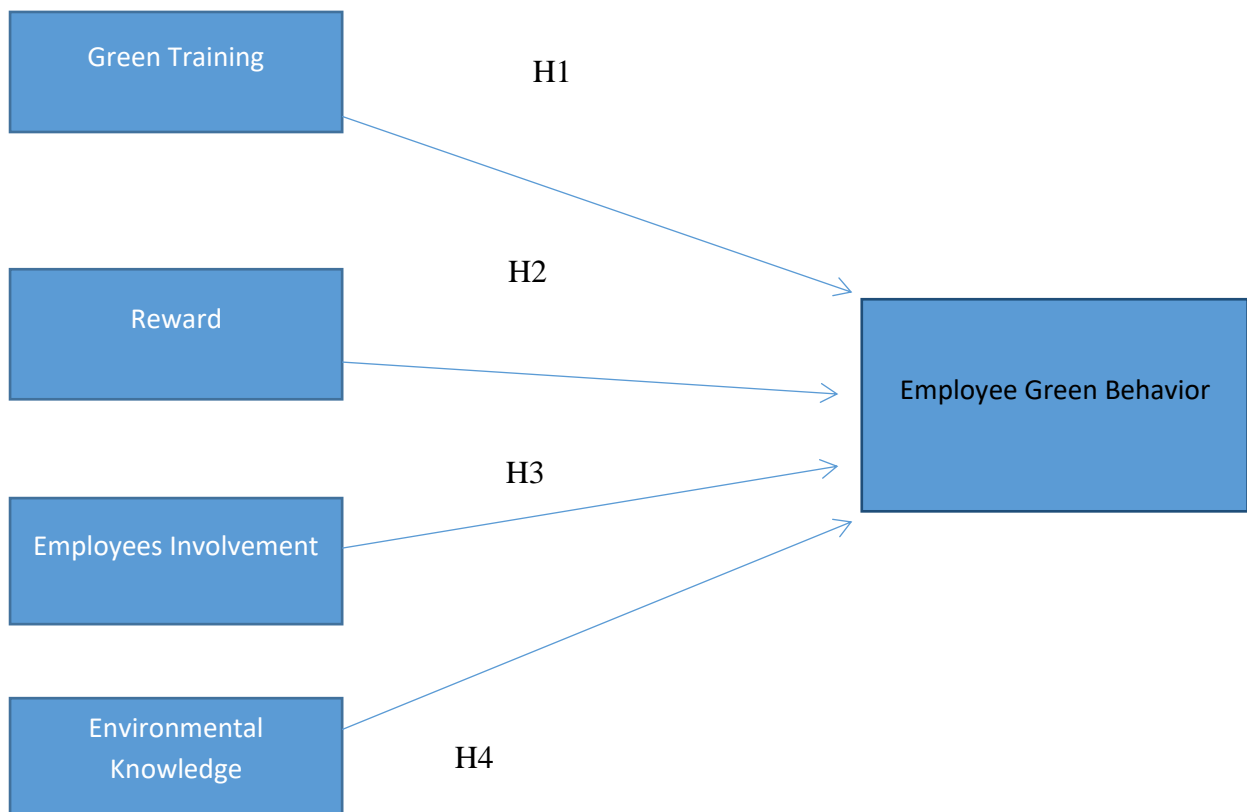 Green Training
H1
H2
Reward
Employee Green Behavior
H3
Employees Involvement
Environmental
Knowledge
H4